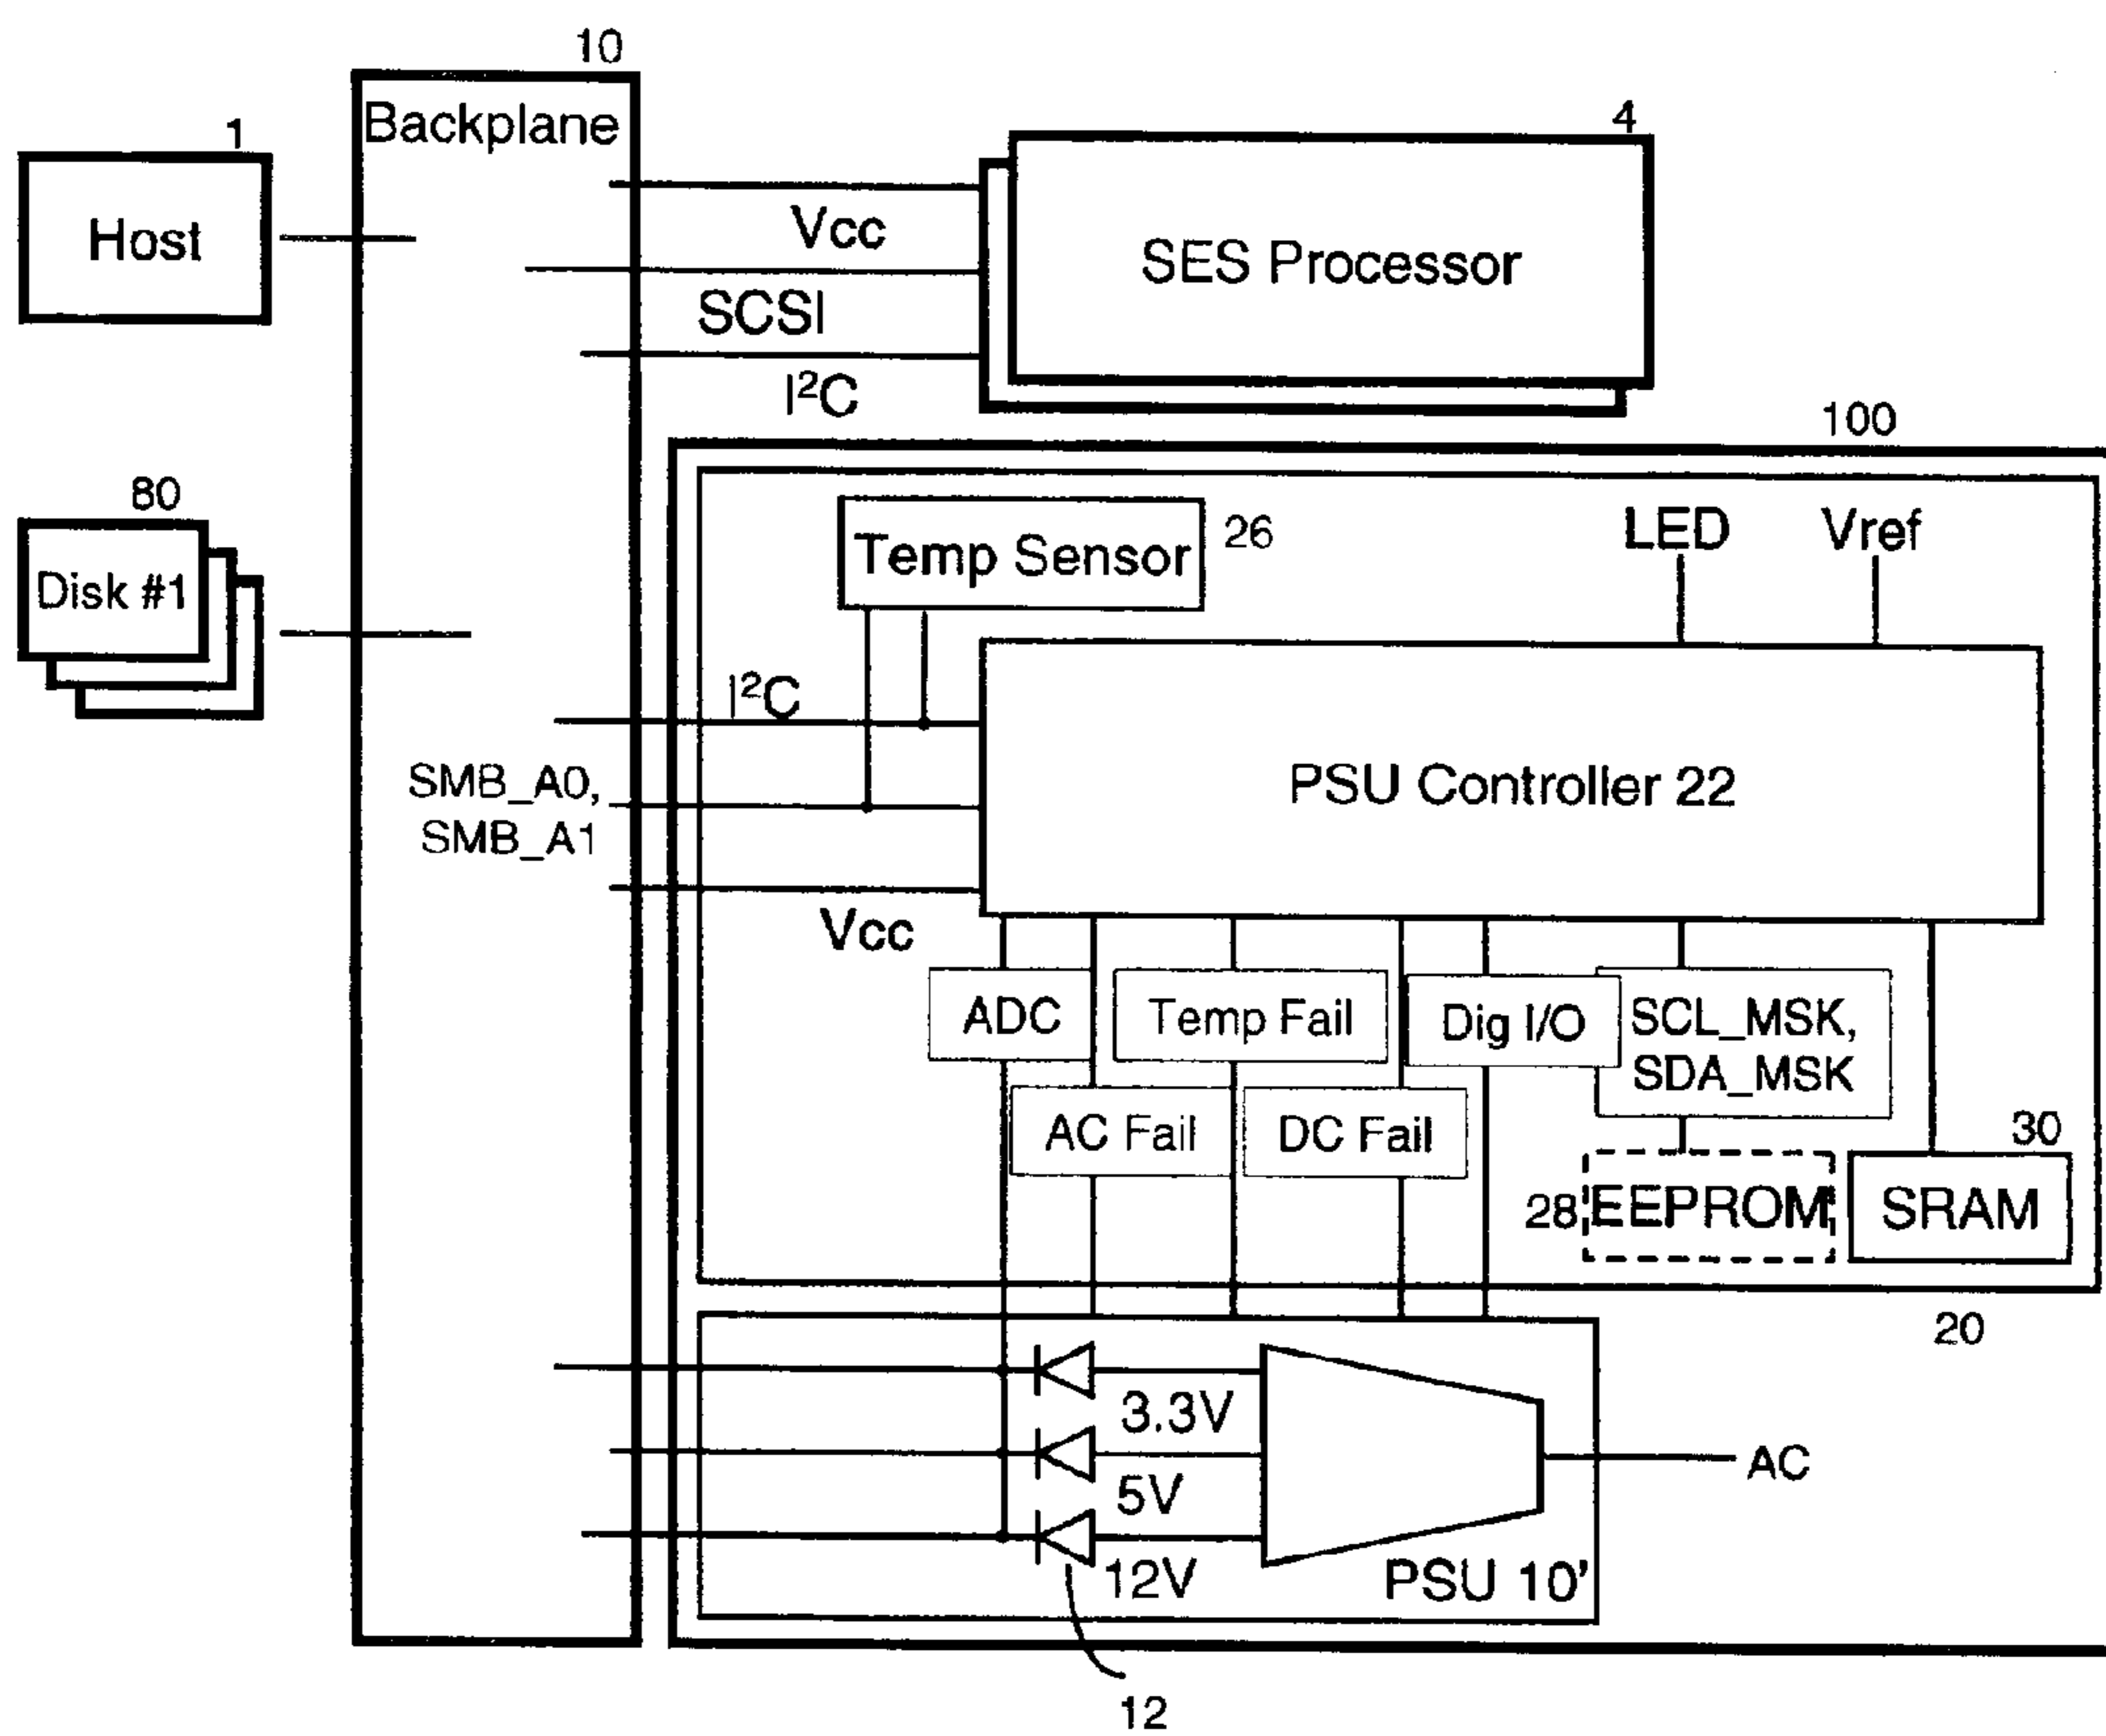 10
Backplane
1
Host
4
SES Processor
Vcc
SCSI
I²C
100
80
Disk #1
Temp Sensor
26
LED
Vref
I²C
PSU Controller 22
SMB_A0,
SMB_A1
Vcc
ADC
Temp Fail
Dig I/O
SCL_MSK,
SDA_MSK
AC Fail
DC Fail
30
28
EEPROM
SRAM
20
3.3V
5V
AC
12V
PSU 10'
12